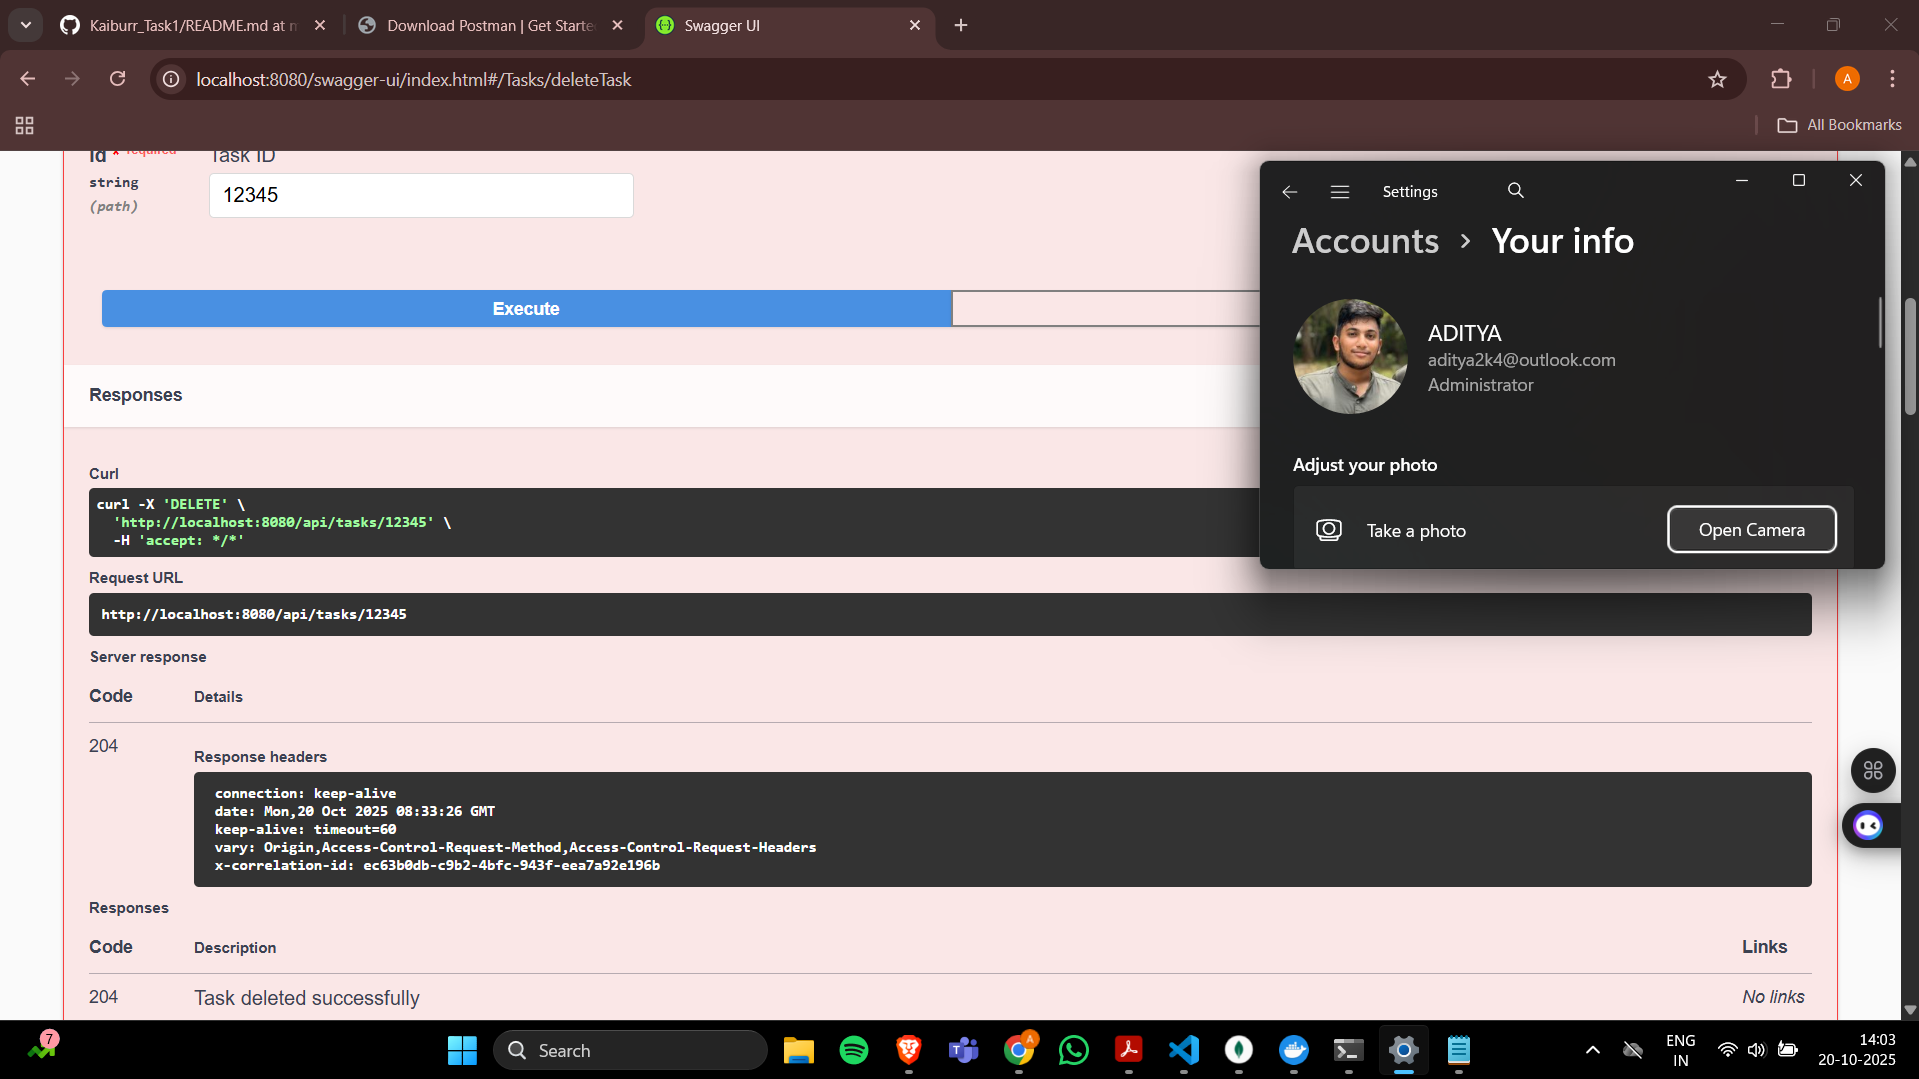 Kaiburr_Task1/README.md at m
Download Postman | Get Starte
Swagger UI
localhost:8080/swagger-ui/index.html#/Tasks/deleteTask
A
All Bookmarks
id * required
Task ID
string
(path)
12345
Execute
Responses
Curl
curl -X 'DELETE' \
'http://localhost:8080/api/tasks/12345' \
-H 'accept: */*'
Request URL
http://localhost:8080/api/tasks/12345
Server response
Code
Details
204
Response headers
connection: keep-alive
date: Mon,20 Oct 2025 08:33:26 GMT
keep-alive: timeout=60
vary: Origin,Access-Control-Request-Method,Access-Control-Request-Headers
x-correlation-id: ec63b0db-c9b2-4bfc-943f-eea7a92e196b
Responses
Code
Description
Links
204
Task deleted successfully
No links
Settings
Accounts > Your info
ADITYA
aditya2k4@outlook.com
Administrator
Adjust your photo
Take a photo
Open Camera
7
Search
A
ENG
IN
14:03
20-10-2025